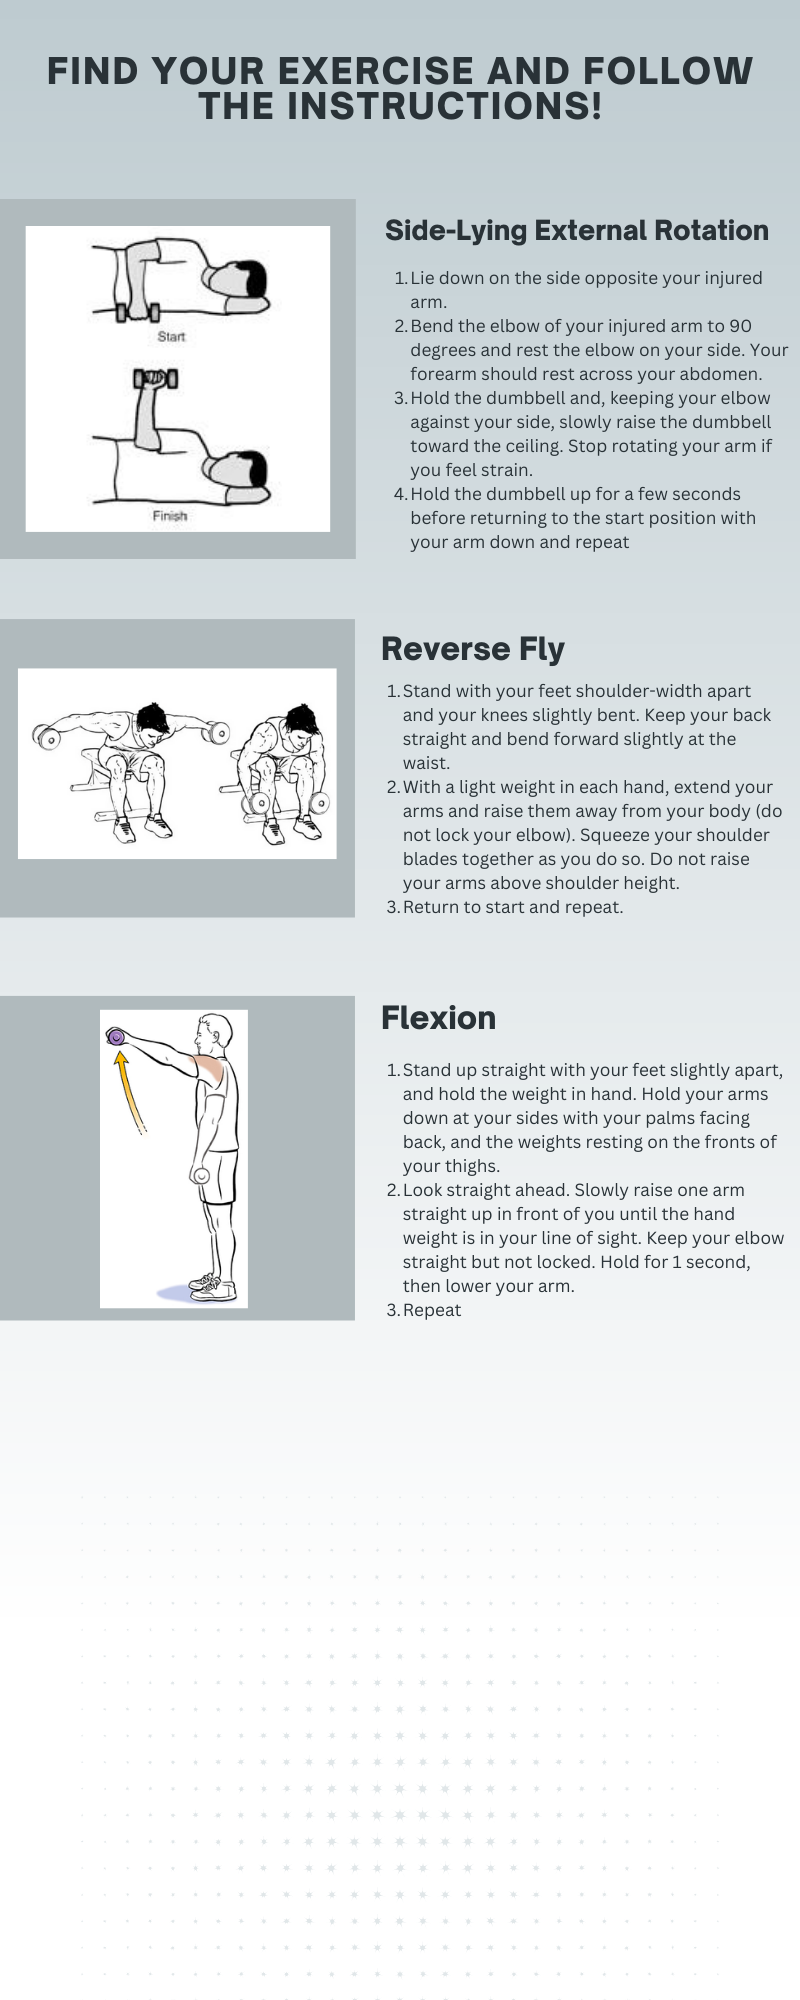 FIND YOUR EXERCISE AND FOLLOW
THE INSTRUCTIONS!
Start
Finish
Side-Lying External Rotation
1. Lie down on the side opposite your injured
arm.
2. Bend the elbow of your injured arm to 90
degrees and rest the elbow on your side. Your
forearm should rest across your abdomen.
3. Hold the dumbbell and, keeping your elbow
against your side, slowly raise the dumbbell
toward the ceiling. Stop rotating your arm if
you feel strain.
4. Hold the dumbbell up for a few seconds
before returning to the start position with
your arm down and repeat
Reverse Fly
1. Stand with your feet shoulder-width apart
and your knees slightly bent. Keep your back
straight and bend forward slightly at the
waist.
2. With a light weight in each hand, extend your
arms and raise them away from your body (do
not lock your elbow). Squeeze your shoulder
blades together as you do so. Do not raise
your arms above shoulder height.
3. Return to start and repeat.
Flexion
1. Stand up straight with your feet slightly apart,
and hold the weight in hand. Hold your arms
down at your sides with your palms facing
back, and the weights resting on the fronts of
your thighs.
2. Look straight ahead. Slowly raise one arm
straight up in front of you until the hand
weight is in your line of sight. Keep your elbow
straight but not locked. Hold for 1 second,
then lower your arm.
3. Repeat